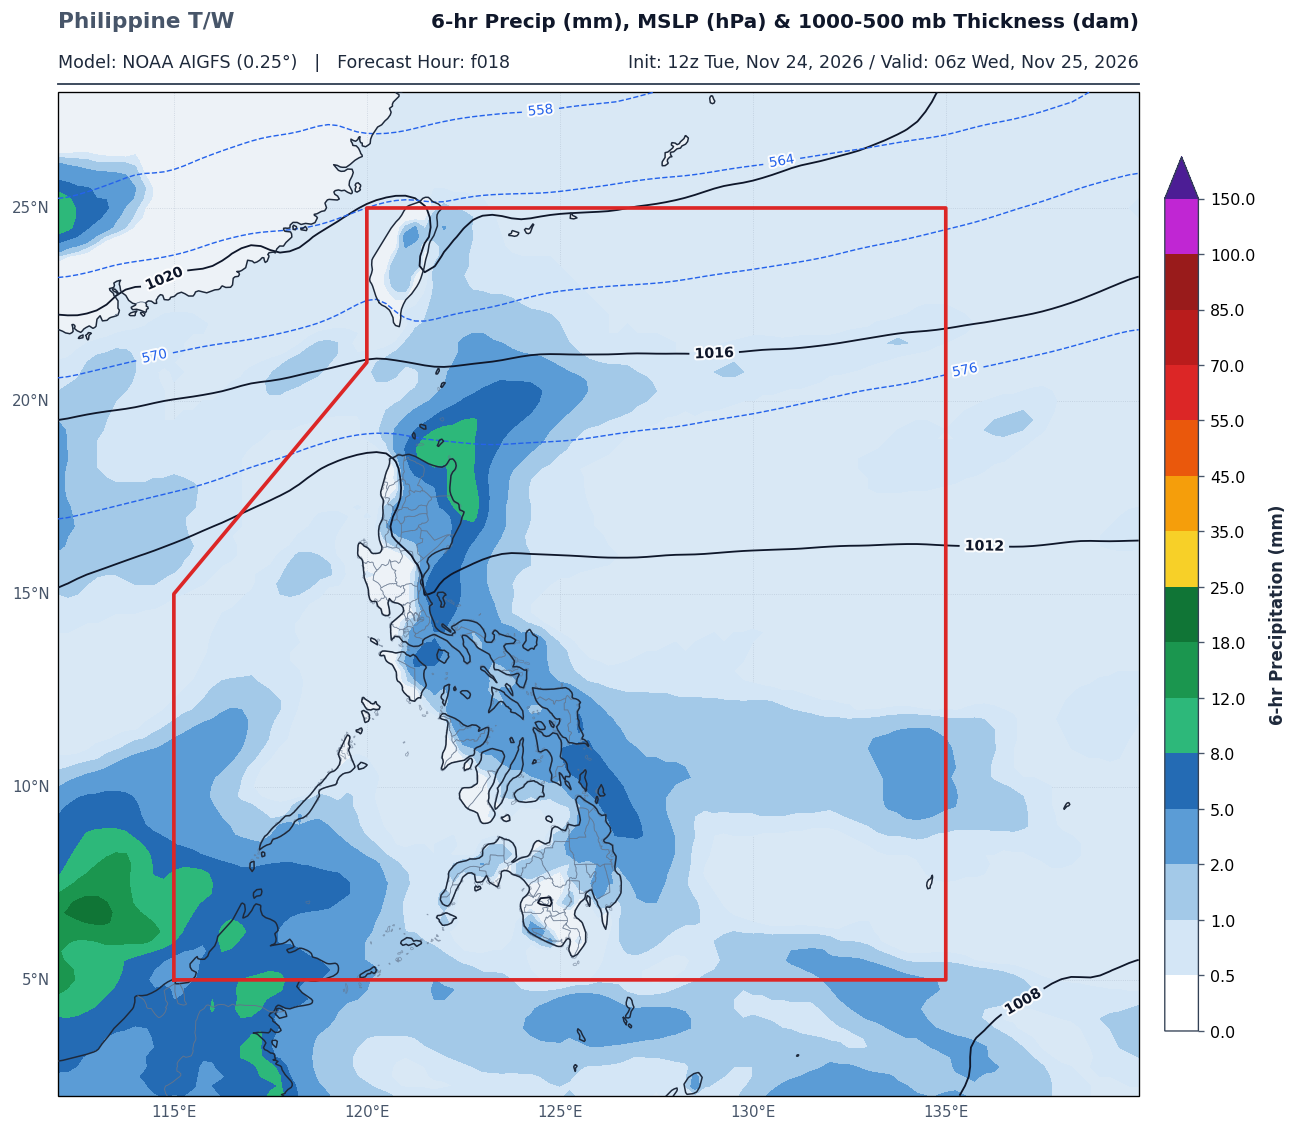 Philippine T/W
6-hr Precip (mm), MSLP (hPa) & 1000-500 mb Thickness (dam)
Model: NOAA AIGFS (0.25°) | Forecast Hour: f018
Init: 12z Tue, Nov 24, 2026 / Valid: 06z Wed, Nov 25, 2026
558
564
570
576
1020
1016
1012
1008
25°N
20°N
15°N
10°N
5°N
115°E
120°E
125°E
130°E
135°E
150.0
100.0
85.0
70.0
55.0
45.0
35.0
25.0
18.0
12.0
8.0
5.0
2.0
1.0
0.5
0.0
6-hr Precipitation (mm)